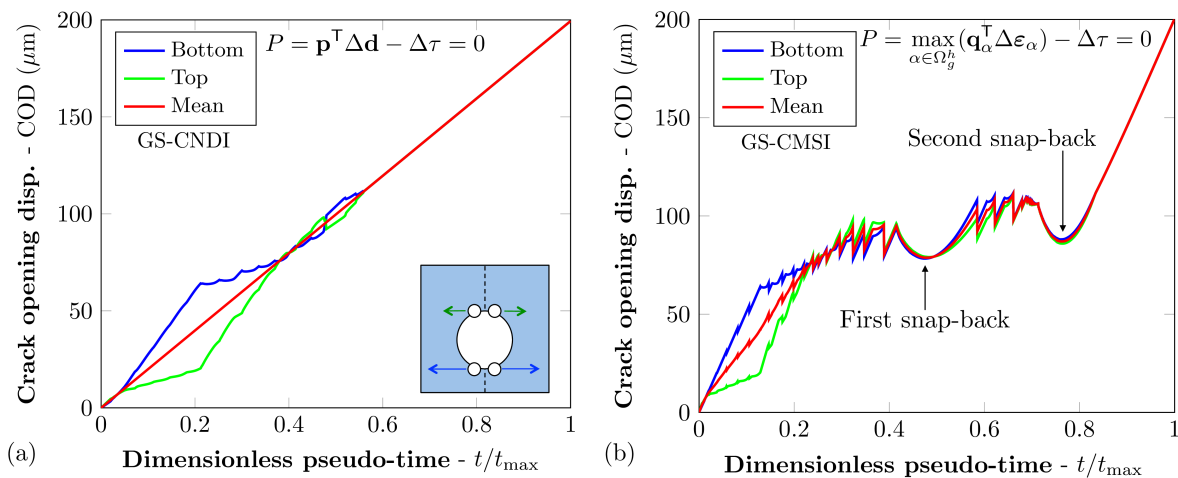 200
150
100
50
0
0
0.2
0.4
0.6
0.8
1
Crack opening disp. - COD (μm)
Dimensionless pseudo-time - t/t_max
Bottom
Top
Mean
GS-CNDI
P = p^T Δd − Δτ = 0
(a)
200
150
100
50
0
0
0.2
0.4
0.6
0.8
1
Crack opening disp. - COD (μm)
Dimensionless pseudo-time - t/t_max
Bottom
Top
Mean
GS-CMSI
P = max_{α∈Ω_g^h} (q_α^T Δε_α) − Δτ = 0
Second snap-back
First snap-back
(b)